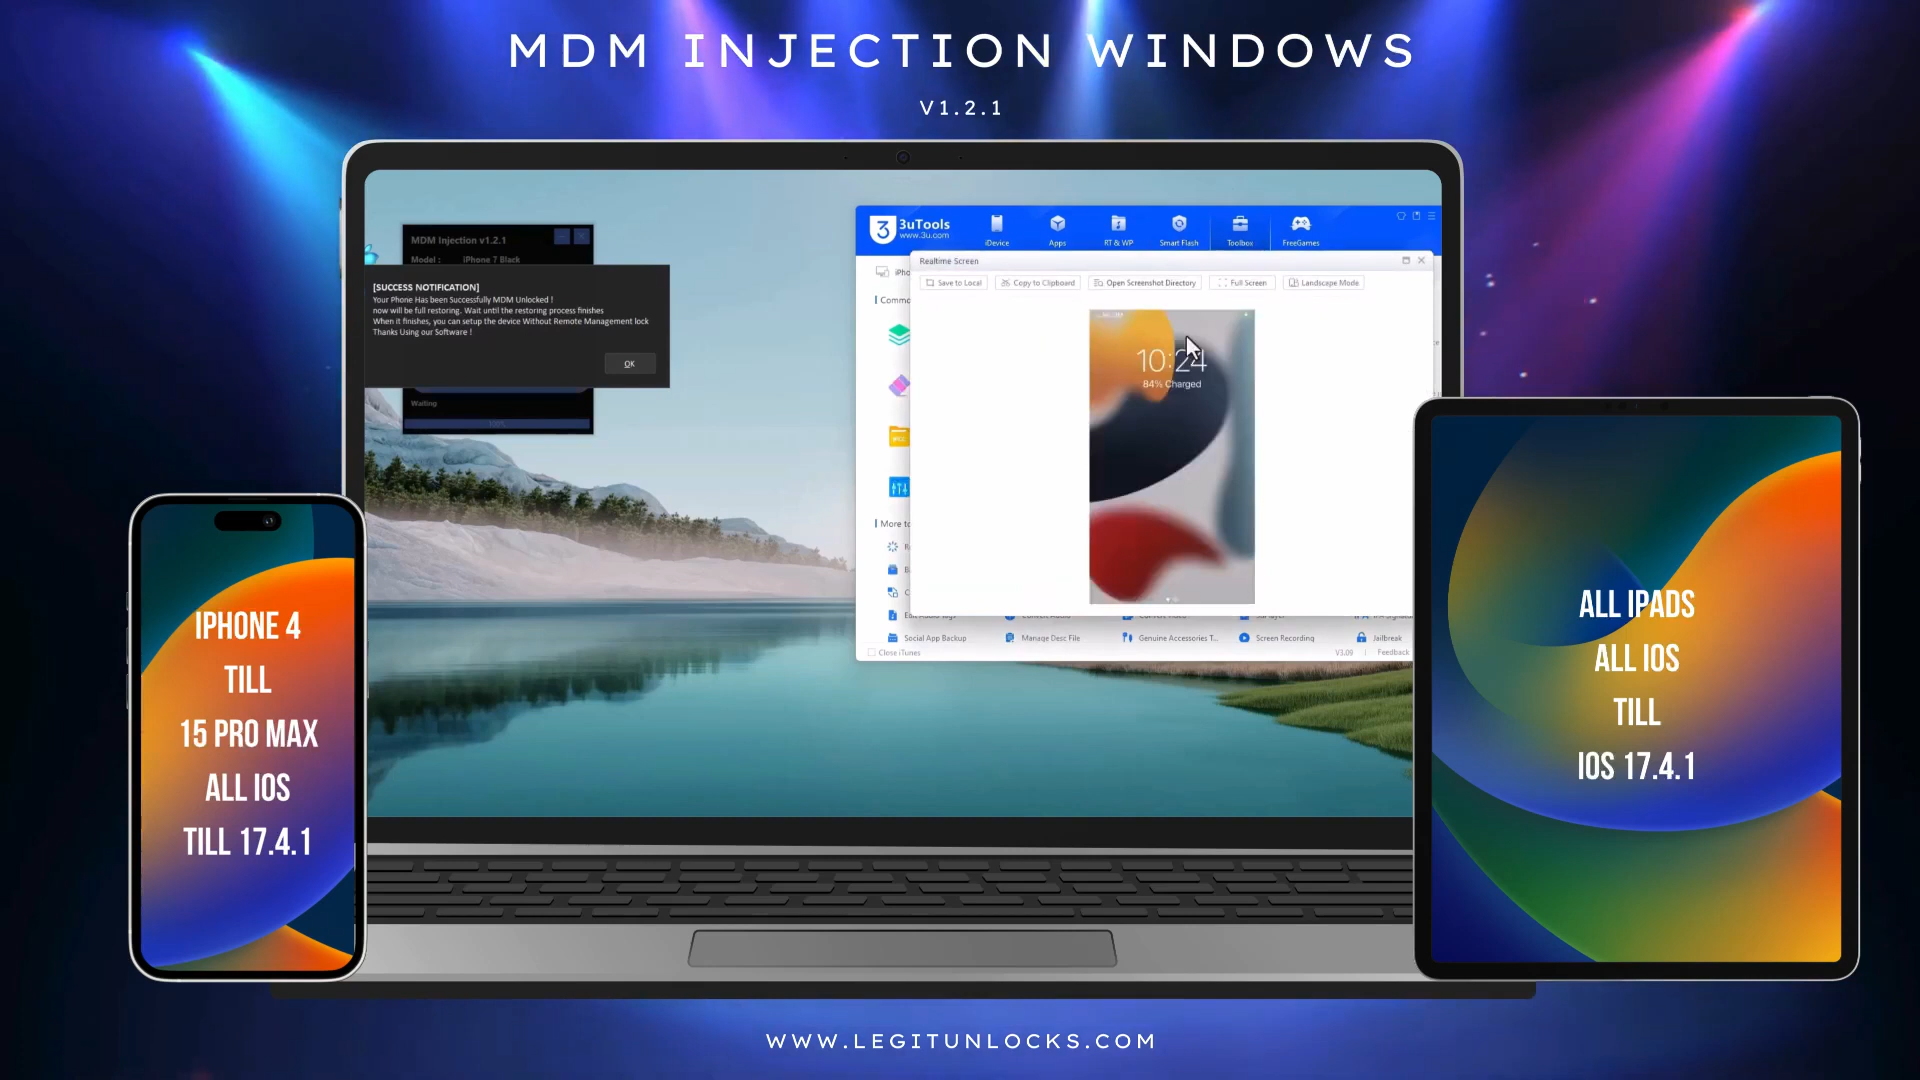 MDM INJECTION WINDOWS
V1.2.1
MDM Injection v1.2.1
Model : iPhone 7 Black
[SUCCESS NOTIFICATION]
Your Phone Has been Successfully MDM Unlocked !
now will be full restoring. Wait until the restoring process finishes
When it finishes, you can setup the device Without Remote Management lock
Thanks Using our Software !
OK
Waiting
100%
3uTools
www.3u.com
iDevice
Apps
RT & WP
Smart Flash
Toolbox
FreeGames
Realtime Screen
Save to Local
Copy to Clipboard
Open Screenshot Directory
Full Screen
Landscape Mode
10:24
84% Charged
Social App Backup
Manage Desc File
Genuine Accessories T...
Screen Recording
Jailbreak
Close iTunes
V3.09
Feedback
IPHONE 4
TILL
15 PRO MAX
ALL IOS
TILL 17.4.1
ALL IPADS
ALL IOS
TILL
IOS 17.4.1
WWW.LEGITUNLOCKS.COM